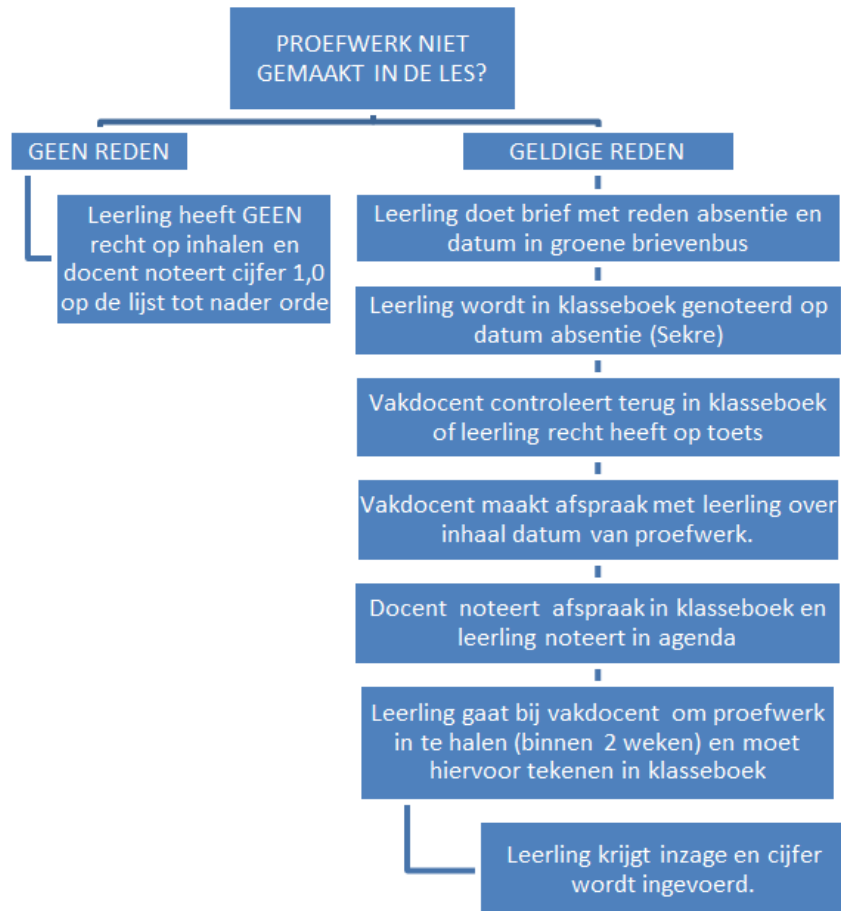 PROEFWERK NIET
GEMAAKT IN DE LES?
GEEN REDEN
Leerling heeft GEEN
recht op inhalen en
docent noteert cijfer 1,0
op de lijst tot nader orde
GELDIGE REDEN
Leerling doet brief met reden absentie en
datum in groene brievenbus
Leerling wordt in klasseboek genoteerd op
datum absentie (Sekre)
Vakdocent controleert terug in klasseboek
of leerling recht heeft op toets
Vakdocent maakt afspraak met leerling over
inhaal datum van proefwerk.
Docent noteert afspraak in klasseboek en
leerling noteert in agenda
Leerling gaat bij vakdocent om proefwerk
in te halen (binnen 2 weken) en moet
hiervoor tekenen in klasseboek
Leerling krijgt inzage en cijfer
wordt ingevoerd.